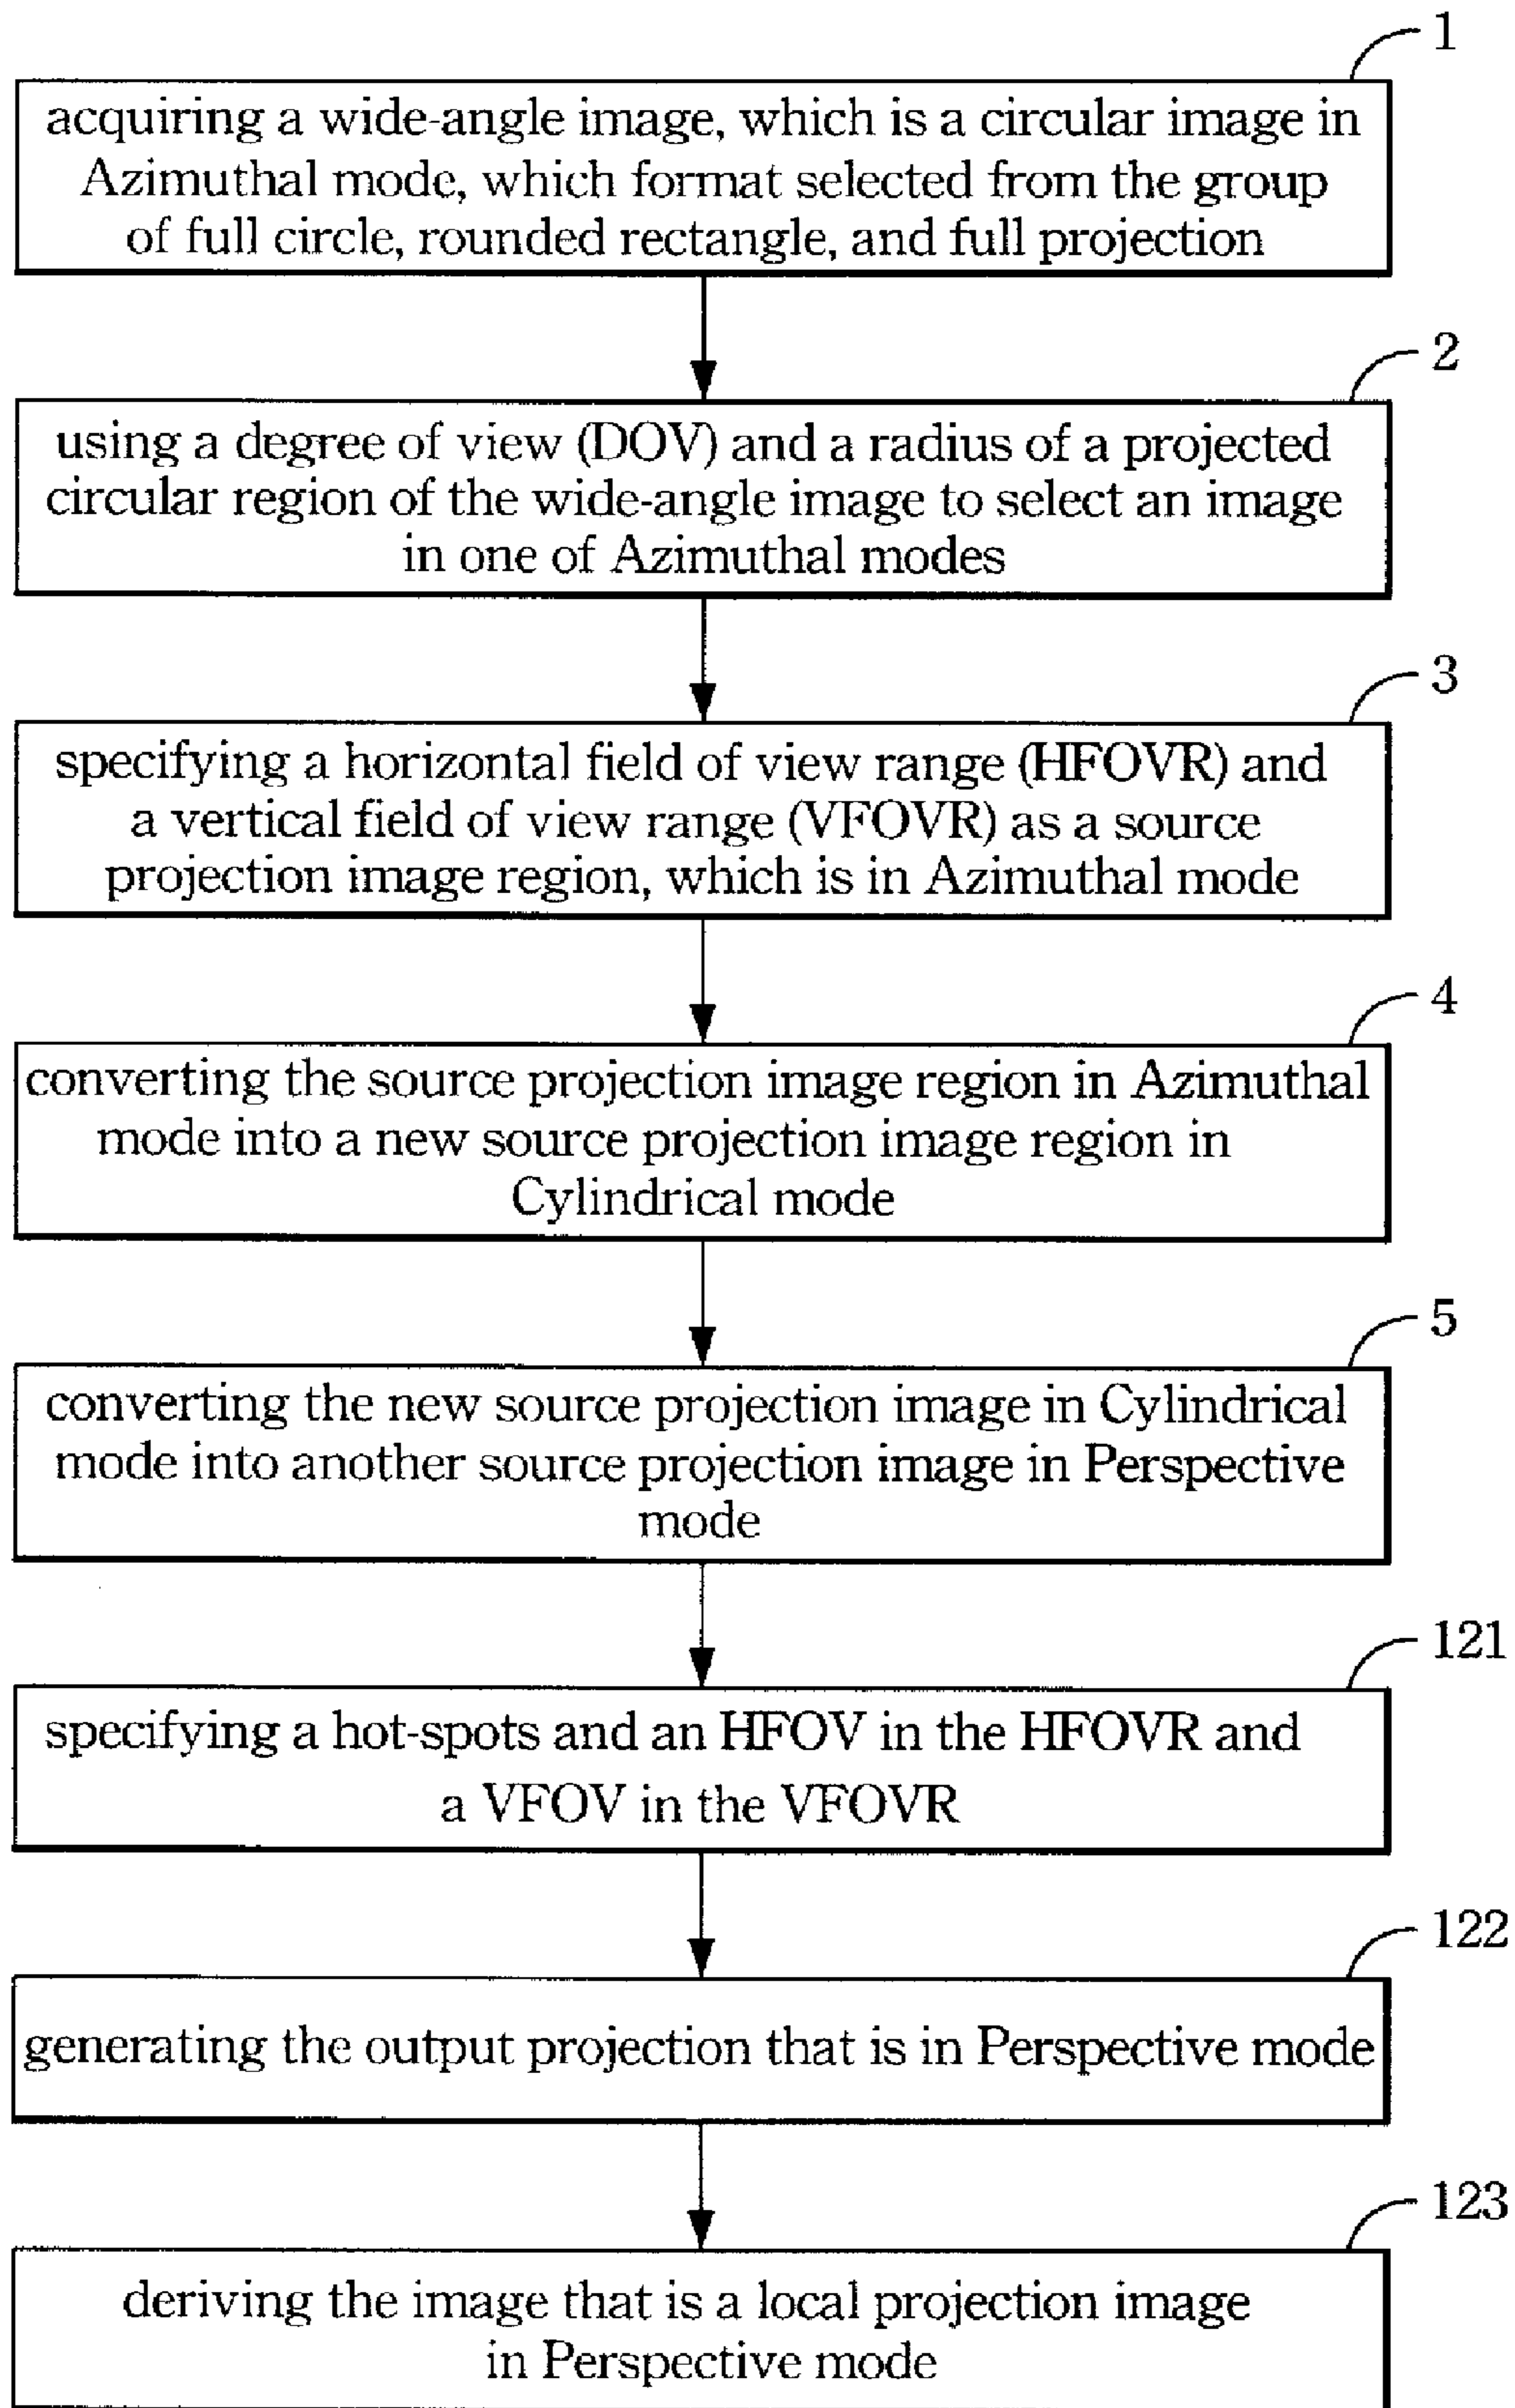 1
acquiring a wide-angle image, which is a circular image in
Azimuthal mode, which format selected from the group
of full circle, rounded rectangle, and full projection
2
using a degree of view (DOV) and a radius of a projected
circular region of the wide-angle image to select an image
in one of Azimuthal modes
3
specifying a horizontal field of view range (HFOVR) and
a vertical field of view range (VFOVR) as a source
projection image region, which is in Azimuthal mode
4
converting the source projection image region in Azimuthal
mode into a new source projection image region in
Cylindrical mode
5
converting the new source projection image in Cylindrical
mode into another source projection image in Perspective
mode
121
specifying a hot-spots and an HFOV in the HFOVR and
a VFOV in the VFOVR
122
generating the output projection that is in Perspective mode
123
deriving the image that is a local projection image
in Perspective mode